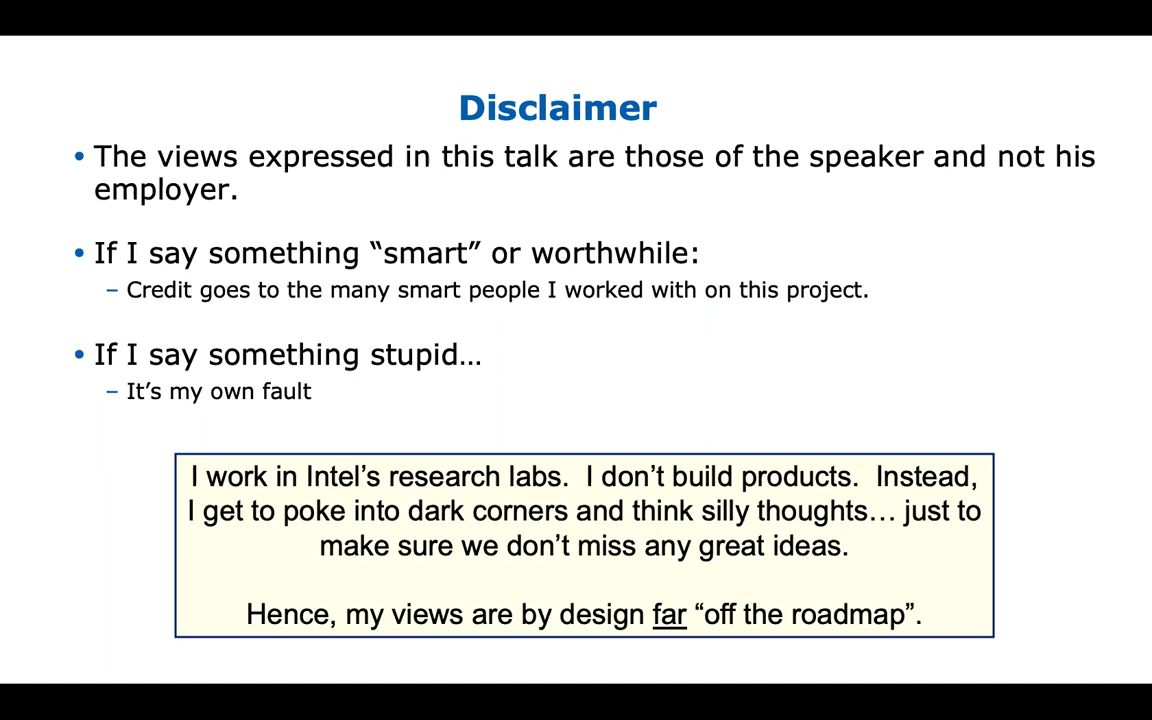 Disclaimer
• The views expressed in this talk are those of the speaker and not his
employer.
• If I say something “smart” or worthwhile:
– Credit goes to the many smart people I worked with on this project.
• If I say something stupid…
– It’s my own fault
I work in Intel’s research labs.  I don’t build products.  Instead,
I get to poke into dark corners and think silly thoughts… just to
make sure we don’t miss any great ideas.
Hence, my views are by design far “off the roadmap”.